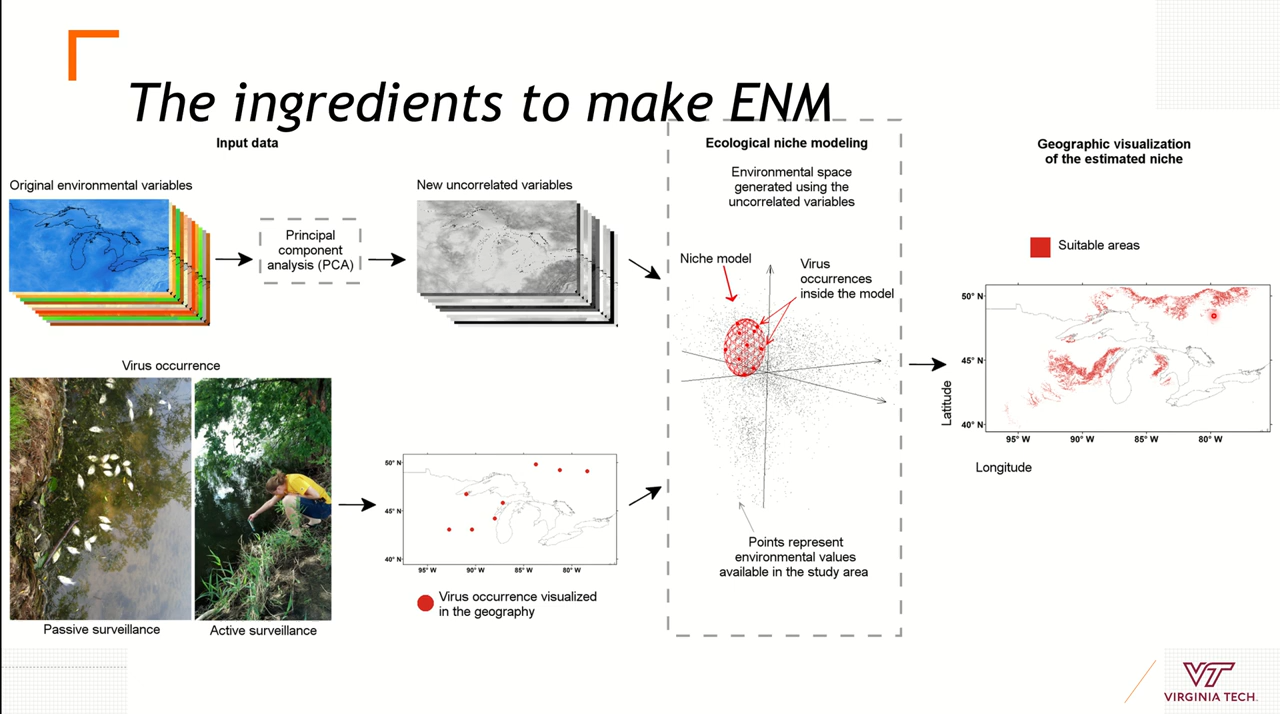 The ingredients to make ENM
Input data
Original environmental variables
Principal
component
analysis (PCA)
New uncorrelated variables
Virus occurrence
Passive surveillance
Active surveillance
50° N
45° N
40° N
95° W
90° W
85° W
80° W
Virus occurrence visualized
in the geography
Ecological niche modeling
Environmental space
generated using the
uncorrelated variables
Niche model
Virus
occurrences
inside the model
Points represent
environmental values
available in the study area
Geographic visualization
of the estimated niche
Suitable areas
50° N
45° N
40° N
Latitude
95° W
90° W
85° W
80° W
Longitude
VT
VIRGINIA TECH.